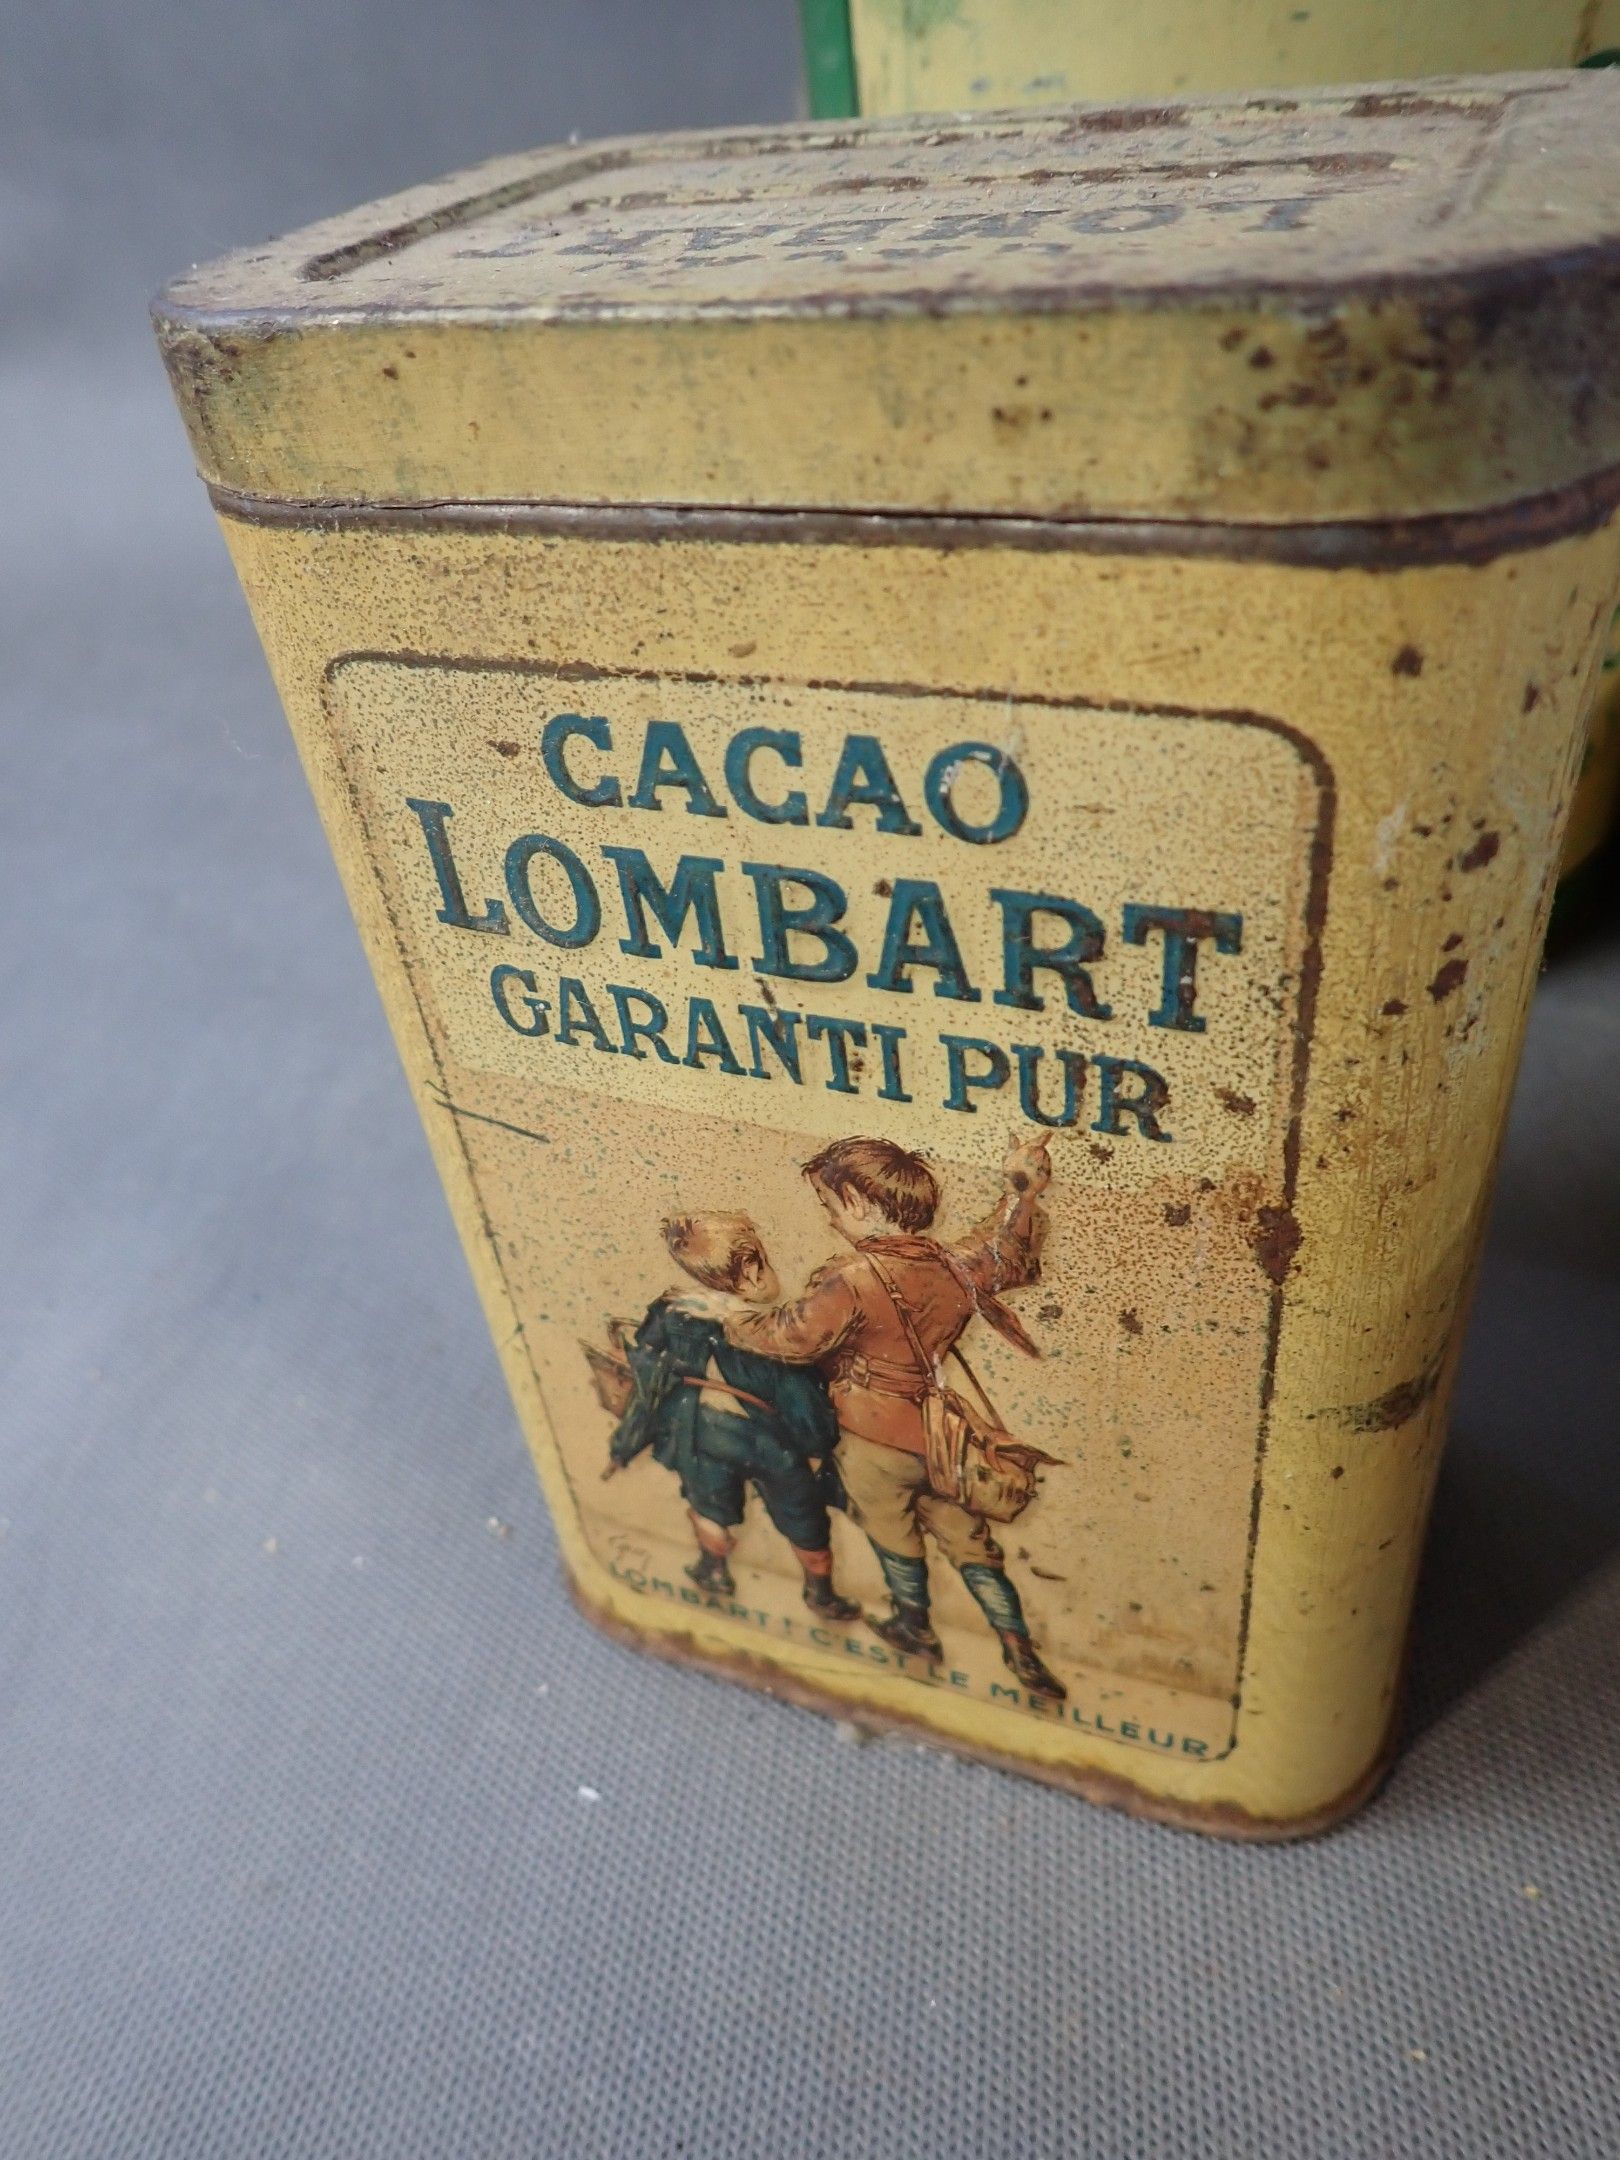 LOMBART
CACAO
LOMBART
GARANTI PUR
LOMBART ! C'EST LE MEILLEUR